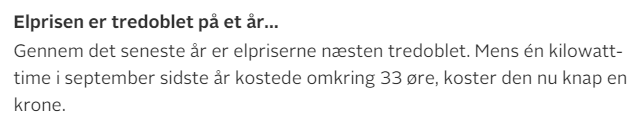 Elprisen er tredoblet på et år...
Gennem det seneste år er elpriserne næsten tredoblet. Mens én kilowatt-
time i september sidste år kostede omkring 33 øre, koster den nu knap en
krone.